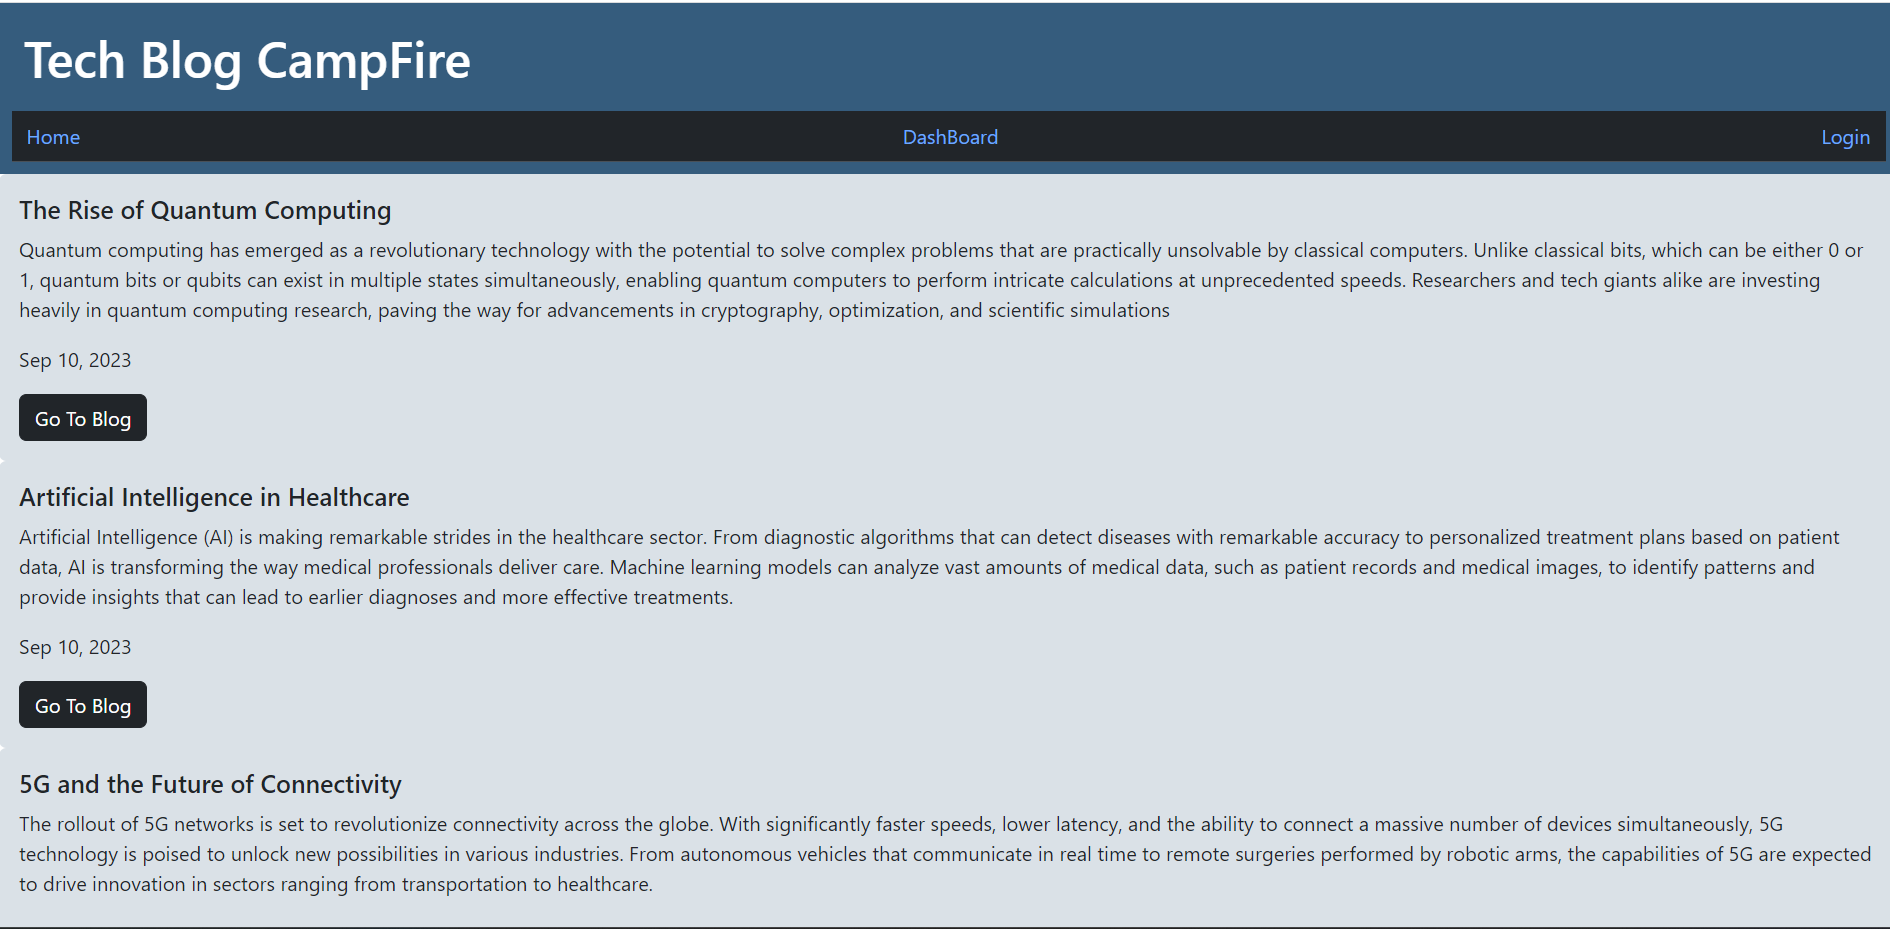 Tech Blog CampFire
Home DashBoard Login
The Rise of Quantum Computing
Quantum computing has emerged as a revolutionary technology with the potential to solve complex problems that are practically unsolvable by classical computers. Unlike classical bits, which can be either 0 or
1, quantum bits or qubits can exist in multiple states simultaneously, enabling quantum computers to perform intricate calculations at unprecedented speeds. Researchers and tech giants alike are investing
heavily in quantum computing research, paving the way for advancements in cryptography, optimization, and scientific simulations
Sep 10, 2023
Go To Blog
Artificial Intelligence in Healthcare
Artificial Intelligence (AI) is making remarkable strides in the healthcare sector. From diagnostic algorithms that can detect diseases with remarkable accuracy to personalized treatment plans based on patient
data, AI is transforming the way medical professionals deliver care. Machine learning models can analyze vast amounts of medical data, such as patient records and medical images, to identify patterns and
provide insights that can lead to earlier diagnoses and more effective treatments.
Sep 10, 2023
Go To Blog
5G and the Future of Connectivity
The rollout of 5G networks is set to revolutionize connectivity across the globe. With significantly faster speeds, lower latency, and the ability to connect a massive number of devices simultaneously, 5G
technology is poised to unlock new possibilities in various industries. From autonomous vehicles that communicate in real time to remote surgeries performed by robotic arms, the capabilities of 5G are expected
to drive innovation in sectors ranging from transportation to healthcare.